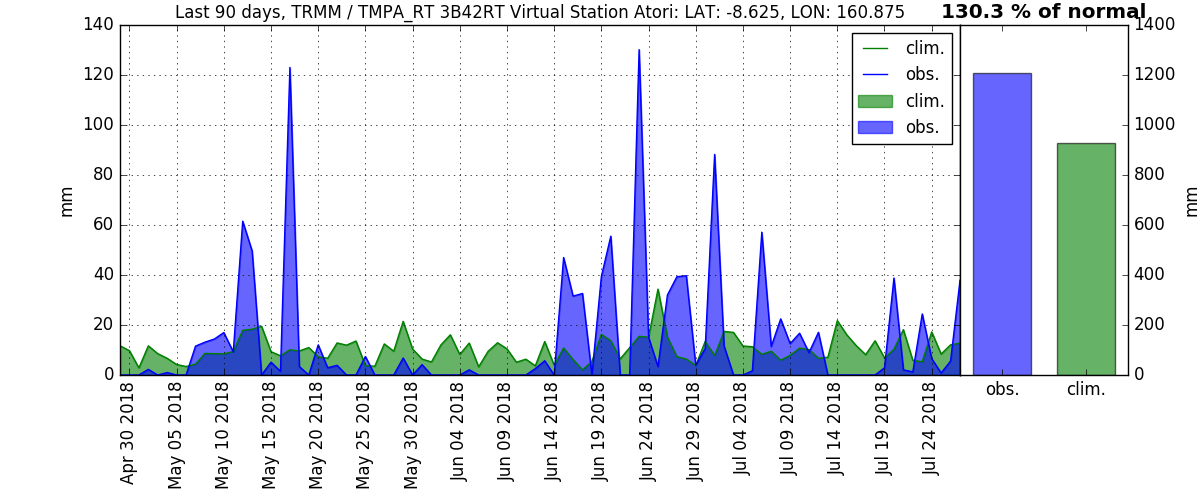 Last 90 days, TRMM / TMPA_RT 3B42RT Virtual Station Atori: LAT: -8.625, LON: 160.875
130.3 % of normal
140
120
100
80
60
40
20
0
mm
clim.
obs.
clim.
obs.
1400
1200
1000
800
600
400
200
0
mm
Apr 30 2018
May 05 2018
May 10 2018
May 15 2018
May 20 2018
May 25 2018
May 30 2018
Jun 04 2018
Jun 09 2018
Jun 14 2018
Jun 19 2018
Jun 24 2018
Jun 29 2018
Jul 04 2018
Jul 09 2018
Jul 14 2018
Jul 19 2018
Jul 24 2018
obs.
clim.